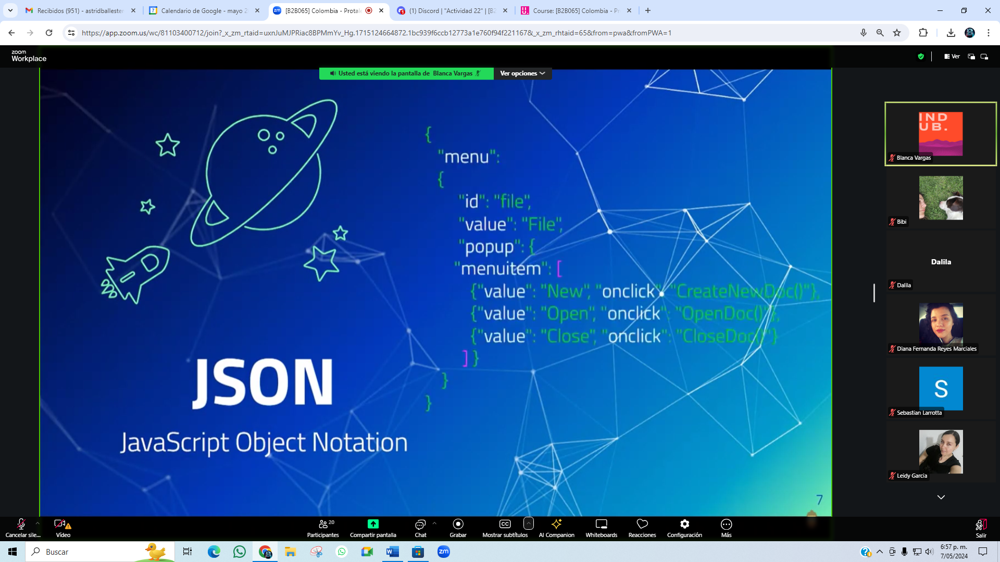 Recibidos (951) - astridballester
Calendario de Google - mayo 2
[B2B065] Colombia - Protale
(1) Discord | "Actividad 22" | [B2
Course: [B2B065] Colombia - Pr
https://app.zoom.us/wc/81103400712/join?_x_zm_rtaid=uxnJuMJPRiac8BPMmYv_Hg.1715124664872.1bc939f6ccb12773a1e760f94f221167&_x_zm_rhtaid=65&from=pwa&fromPWA=1
zoom
Workplace
Ver
Usted está viendo la pantalla de Blanca Vargas
Ver opciones
{
"menu":
{
"id": "file",
"value": "File",
"popup": {
"menuitem": [
{"value": "New", "onclick": "CreateNewDoc()"},
{"value": "Open", "onclick": "OpenDoc()"},
{"value": "Close", "onclick": "CloseDoc()"}
] }
}
}
JSON
JavaScript Object Notation
7
IND
UB.
Blanca Vargas
Bibi
Dalila
Dalila
Diana Fernanda Reyes Marciales
S
Sebastian Larrotta
Leidy Garcia
Cancelar sile...
Vídeo
Participantes
20
Compartir pantalla
Chat
Grabar
CC
Mostrar subtítulos
AI Companion
Whiteboards
Reacciones
Configuración
Más
Salir
Buscar
zm
6:57 p. m.
7/05/2024